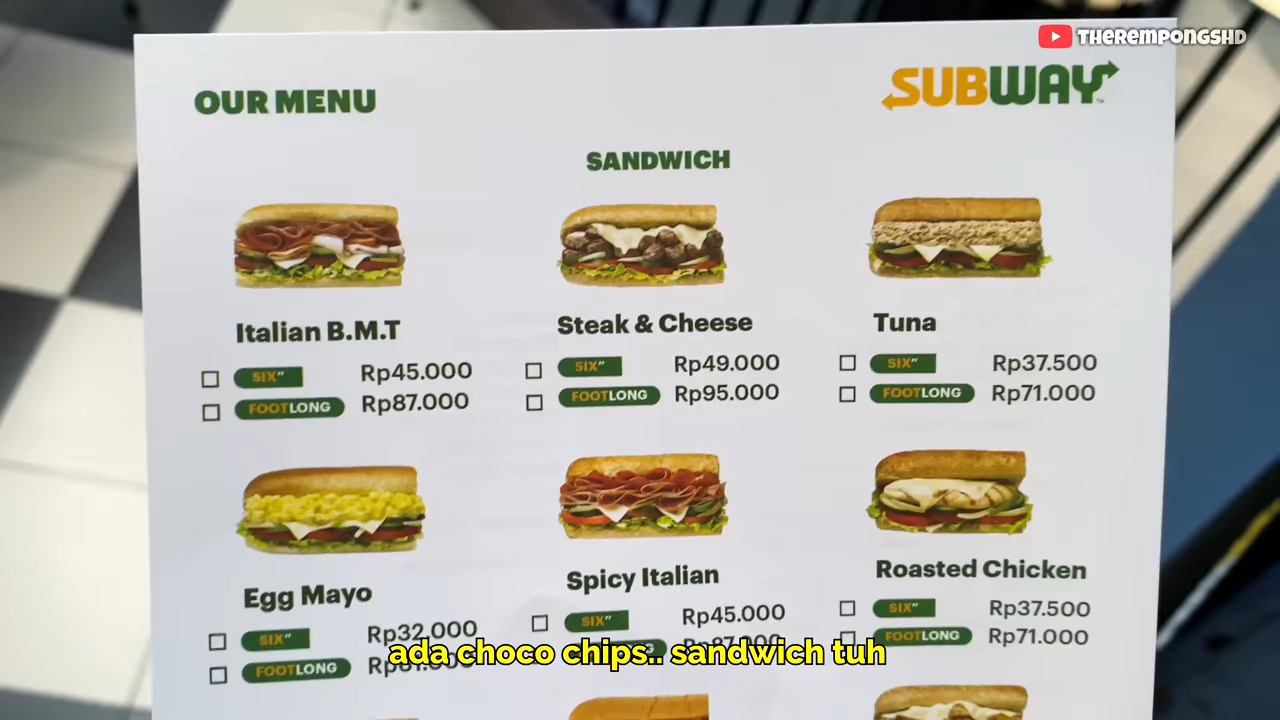 THEREMPONGSHD
OUR MENU
SUBWAY
SANDWICH
Italian B.M.T
SIX" Rp45.000
FOOTLONG Rp87.000
Steak & Cheese
SIX" Rp49.000
FOOTLONG Rp95.000
Tuna
SIX" Rp37.500
FOOTLONG Rp71.000
Egg Mayo
SIX" Rp32.000
FOOTLONG
Spicy Italian
SIX" Rp45.000
Rp87.000
Roasted Chicken
SIX" Rp37.500
FOOTLONG Rp71.000
ada choco chips.. sandwich tuh